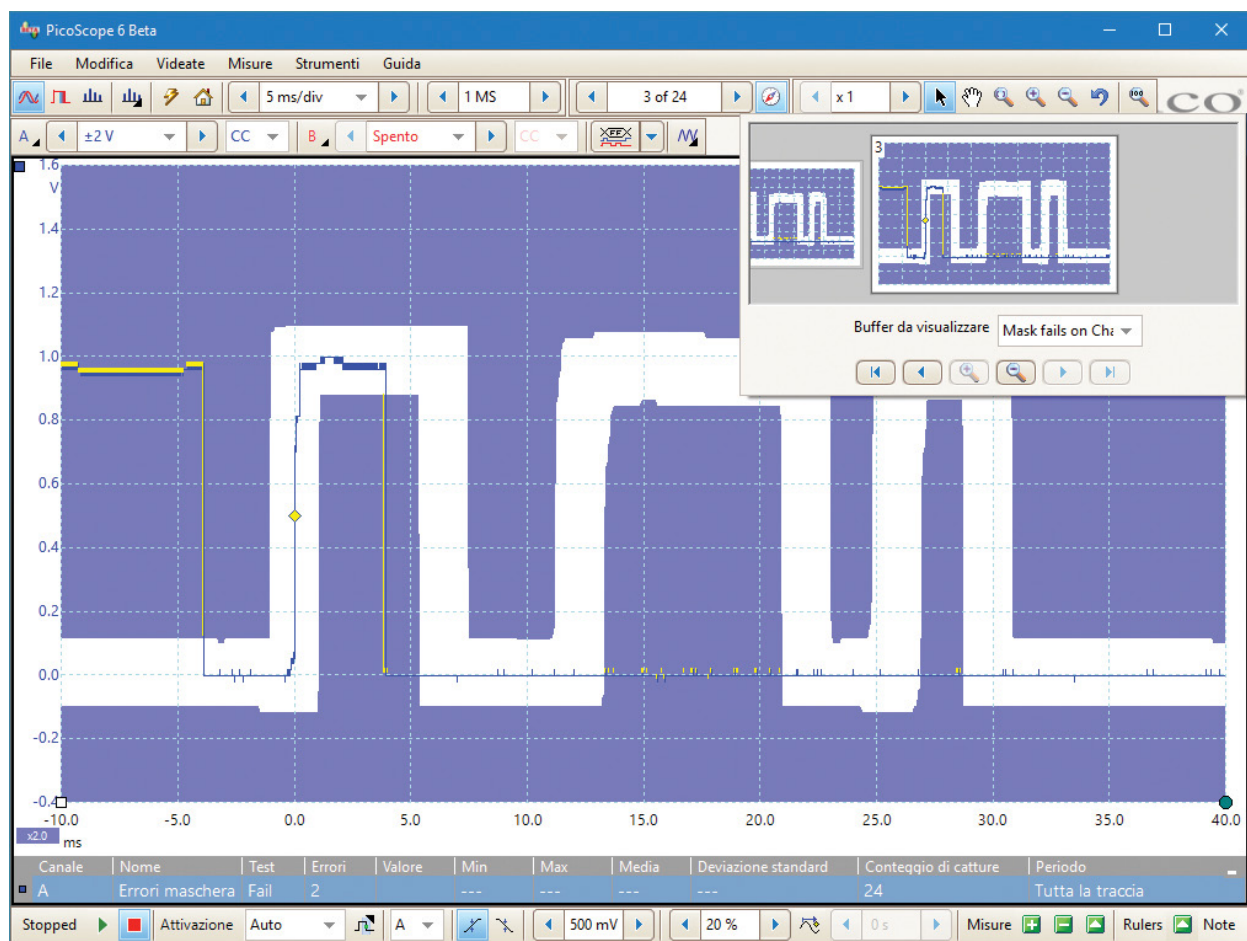 PicoScope 6 Beta
File Modifica Videate Misure Strumenti Guida
5 ms/div 1 MS 3 of 24 x 1
A ±2 V CC B Spento CC
CO
3
Buffer da visualizzare Mask fails on Cha
1.6
V
1.4
1.2
1.0
0.8
0.6
0.4
0.2
0.0
-0.2
-0.4
-10.0 -5.0 0.0 5.0 10.0 15.0 20.0 25.0 30.0 35.0 40.0
x2.0 ms
Canale Nome Test Errori Valore Min Max Media Deviazione standard Conteggio di catture Periodo
A Errori maschera Fail 2 --- --- --- --- 24 Tutta la traccia
Stopped Attivazione Auto A 500 mV 20 % 0 s Misure Rulers Note